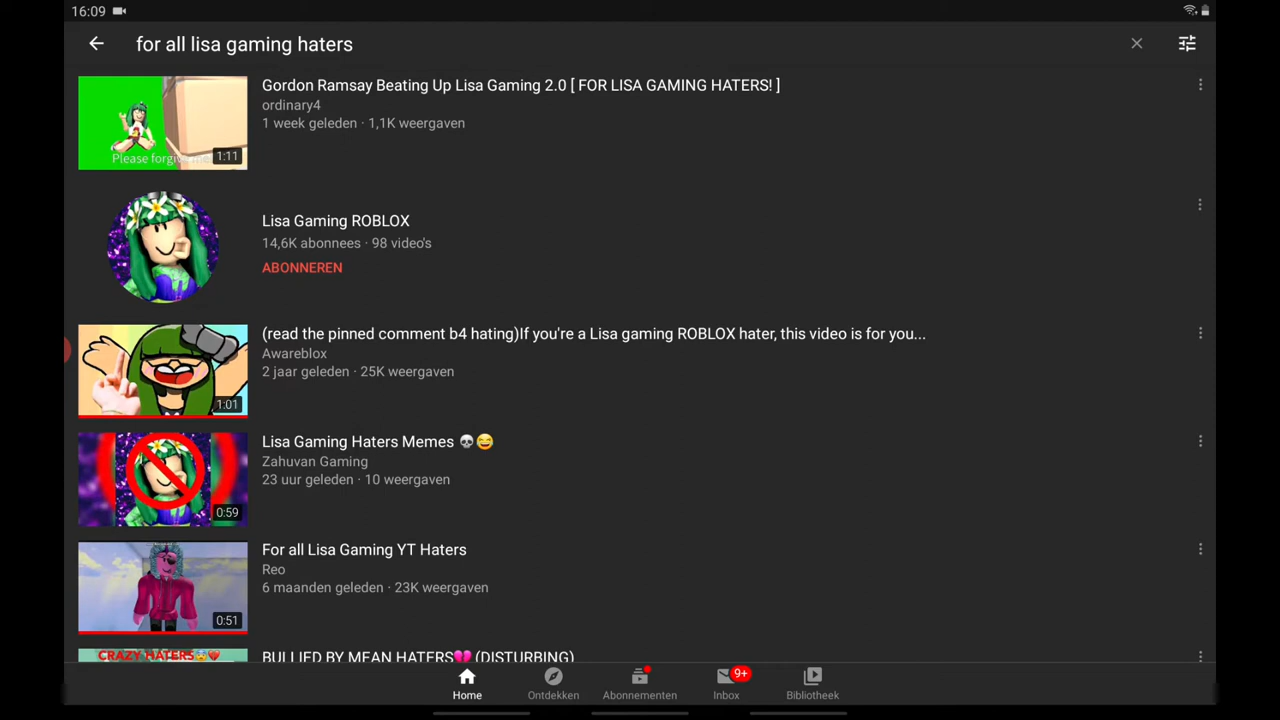 16:09
for all lisa gaming haters
Gordon Ramsay Beating Up Lisa Gaming 2.0 [ FOR LISA GAMING HATERS! ]
ordinary4
1 week geleden · 1,1K weergaven
Please forgive me
1:11
Lisa Gaming ROBLOX
14,6K abonnees · 98 video's
ABONNEREN
(read the pinned comment b4 hating)If you're a Lisa gaming ROBLOX hater, this video is for you...
Awareblox
2 jaar geleden · 25K weergaven
1:01
Lisa Gaming Haters Memes 💀😂
Zahuvan Gaming
23 uur geleden · 10 weergaven
0:59
For all Lisa Gaming YT Haters
Reo
6 maanden geleden · 23K weergaven
0:51
CRAZY HATERS😨💔
BULLIED BY MEAN HATERS💔 (DISTURBING)
9+
Home
Ontdekken
Abonnementen
Inbox
Bibliotheek